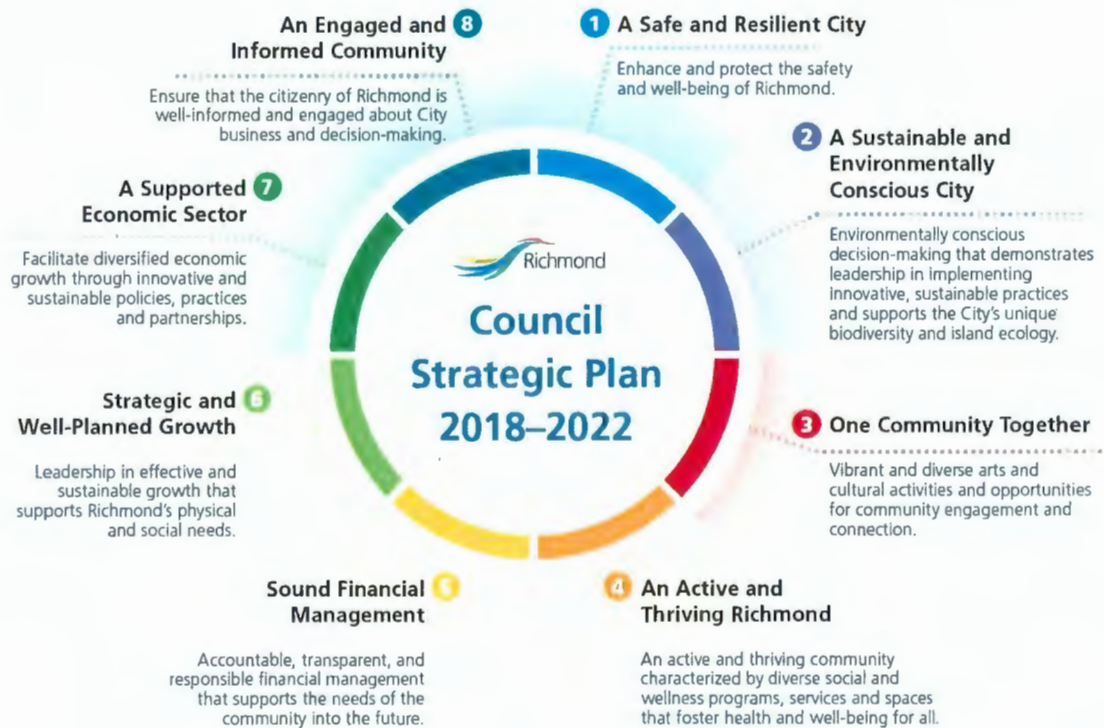 Richmond
Council
Strategic Plan
2018–2022
1 A Safe and Resilient City
Enhance and protect the safety
and well-being of Richmond.
2 A Sustainable and
Environmentally
Conscious City
Environmentally conscious
decision-making that demonstrates
leadership in implementing
innovative, sustainable practices
and supports the City's unique
biodiversity and island ecology.
3 One Community Together
Vibrant and diverse arts and
cultural activities and opportunities
for community engagement and
connection.
4 An Active and
Thriving Richmond
An active and thriving community
characterized by diverse social and
wellness programs, services and spaces
that foster health and well-being for all.
Sound Financial 5
Management
Accountable, transparent, and
responsible financial management
that supports the needs of the
community into the future.
Strategic and 6
Well-Planned Growth
Leadership in effective and
sustainable growth that
supports Richmond's physical
and social needs.
A Supported 7
Economic Sector
Facilitate diversified economic
growth through innovative and
sustainable policies, practices
and partnerships.
An Engaged and 8
Informed Community
Ensure that the citizenry of Richmond is
well-informed and engaged about City
business and decision-making.